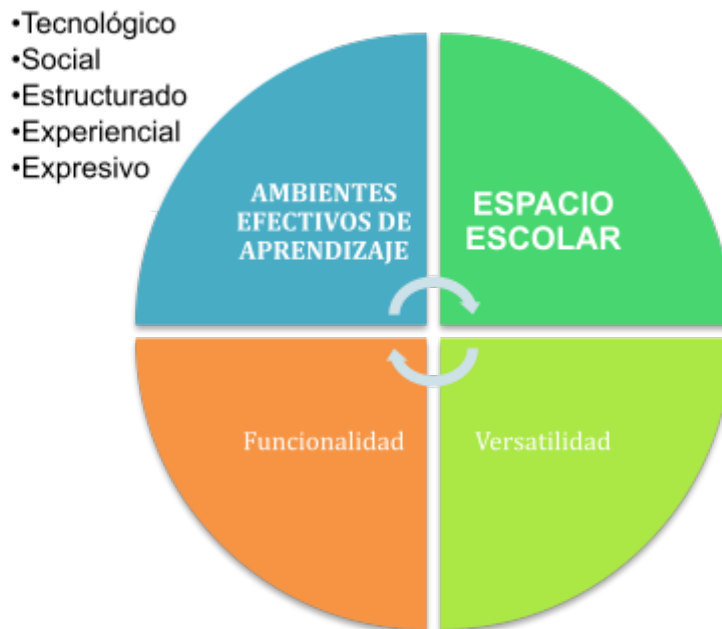 •Tecnológico
•Social
•Estructurado
•Experiencial
•Expresivo
AMBIENTES
EFECTIVOS DE
APRENDIZAJE
ESPACIO
ESCOLAR
Funcionalidad
Versatilidad